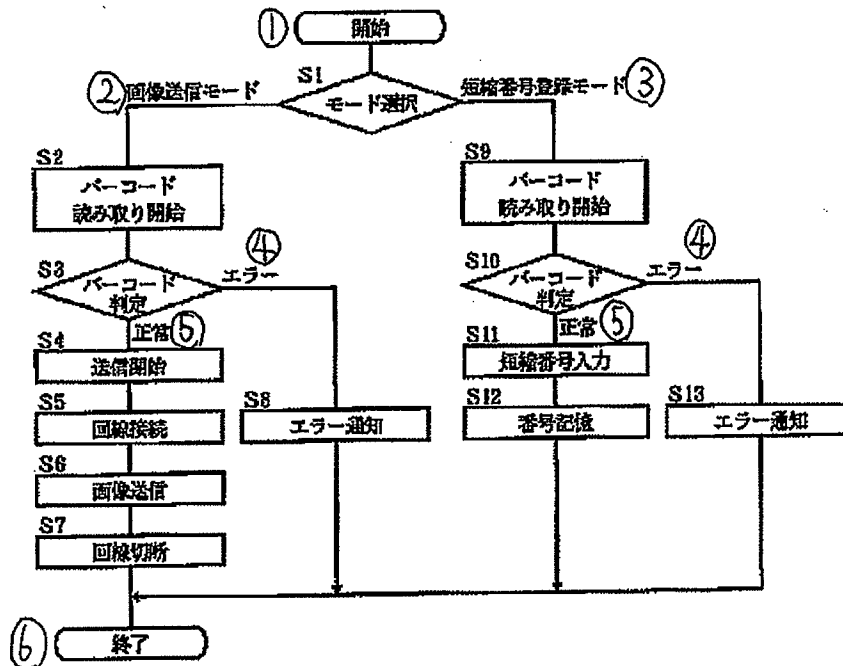 ① 開始
S1
モード選択
② 画像送信モード
短縮番号登録モード ③
S2
バーコード
読み取り開始
S9
バーコード
読み取り開始
S3
バーコード
判定
④
エラー
S10
バーコード
判定
④
エラー
正常 ⑤
正常 ⑤
S4
送信開始
S11
短縮番号入力
S5
回線接続
S8
エラー通知
S12
番号記憶
S13
エラー通知
S6
画像送信
S7
回線切断
⑥ 終了